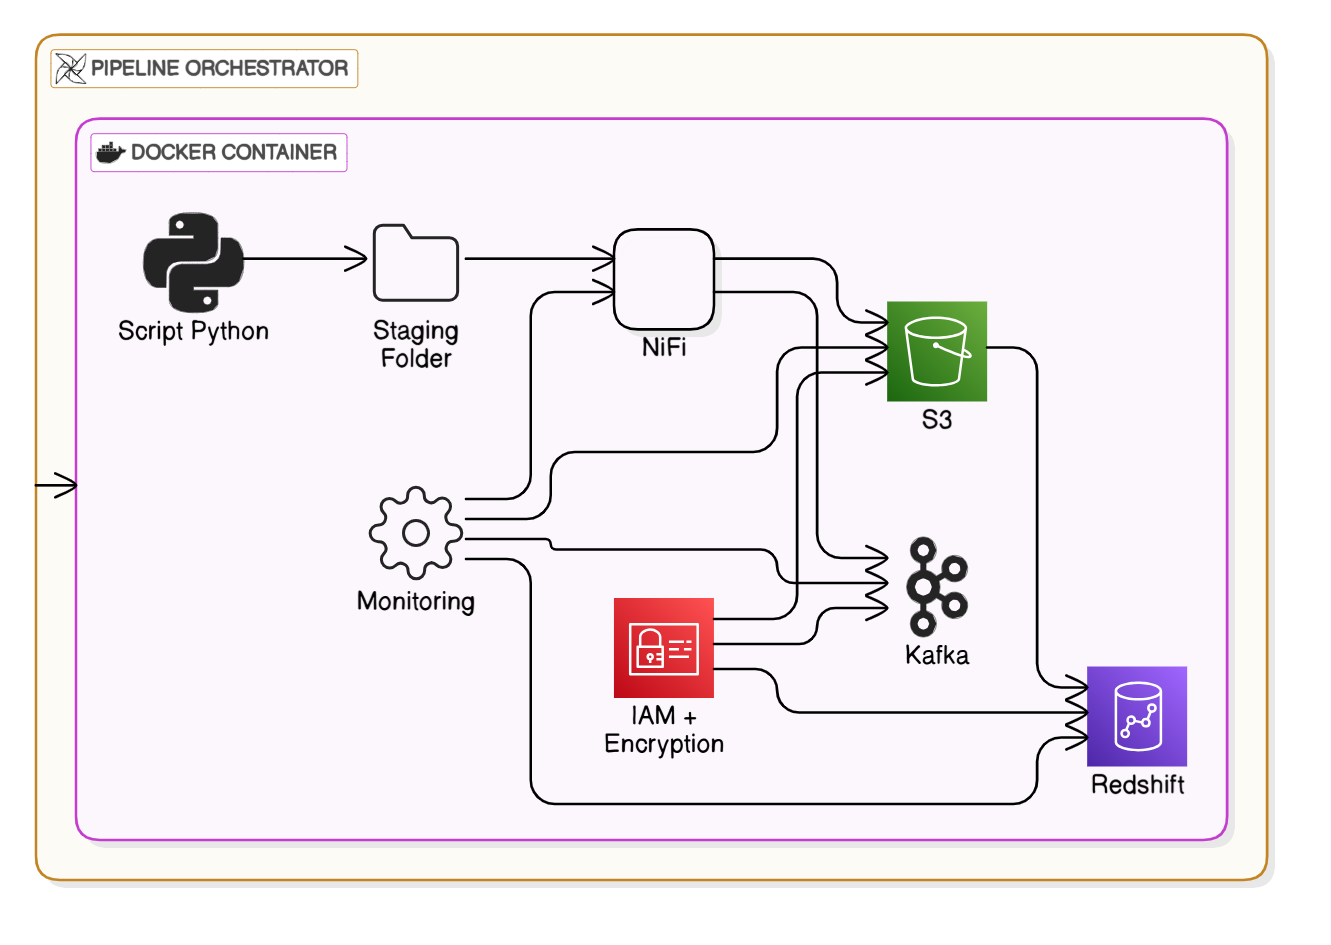 PIPELINE ORCHESTRATOR
DOCKER CONTAINER
Script Python
Staging
Folder
NiFi
S3
Monitoring
Kafka
IAM +
Encryption
Redshift